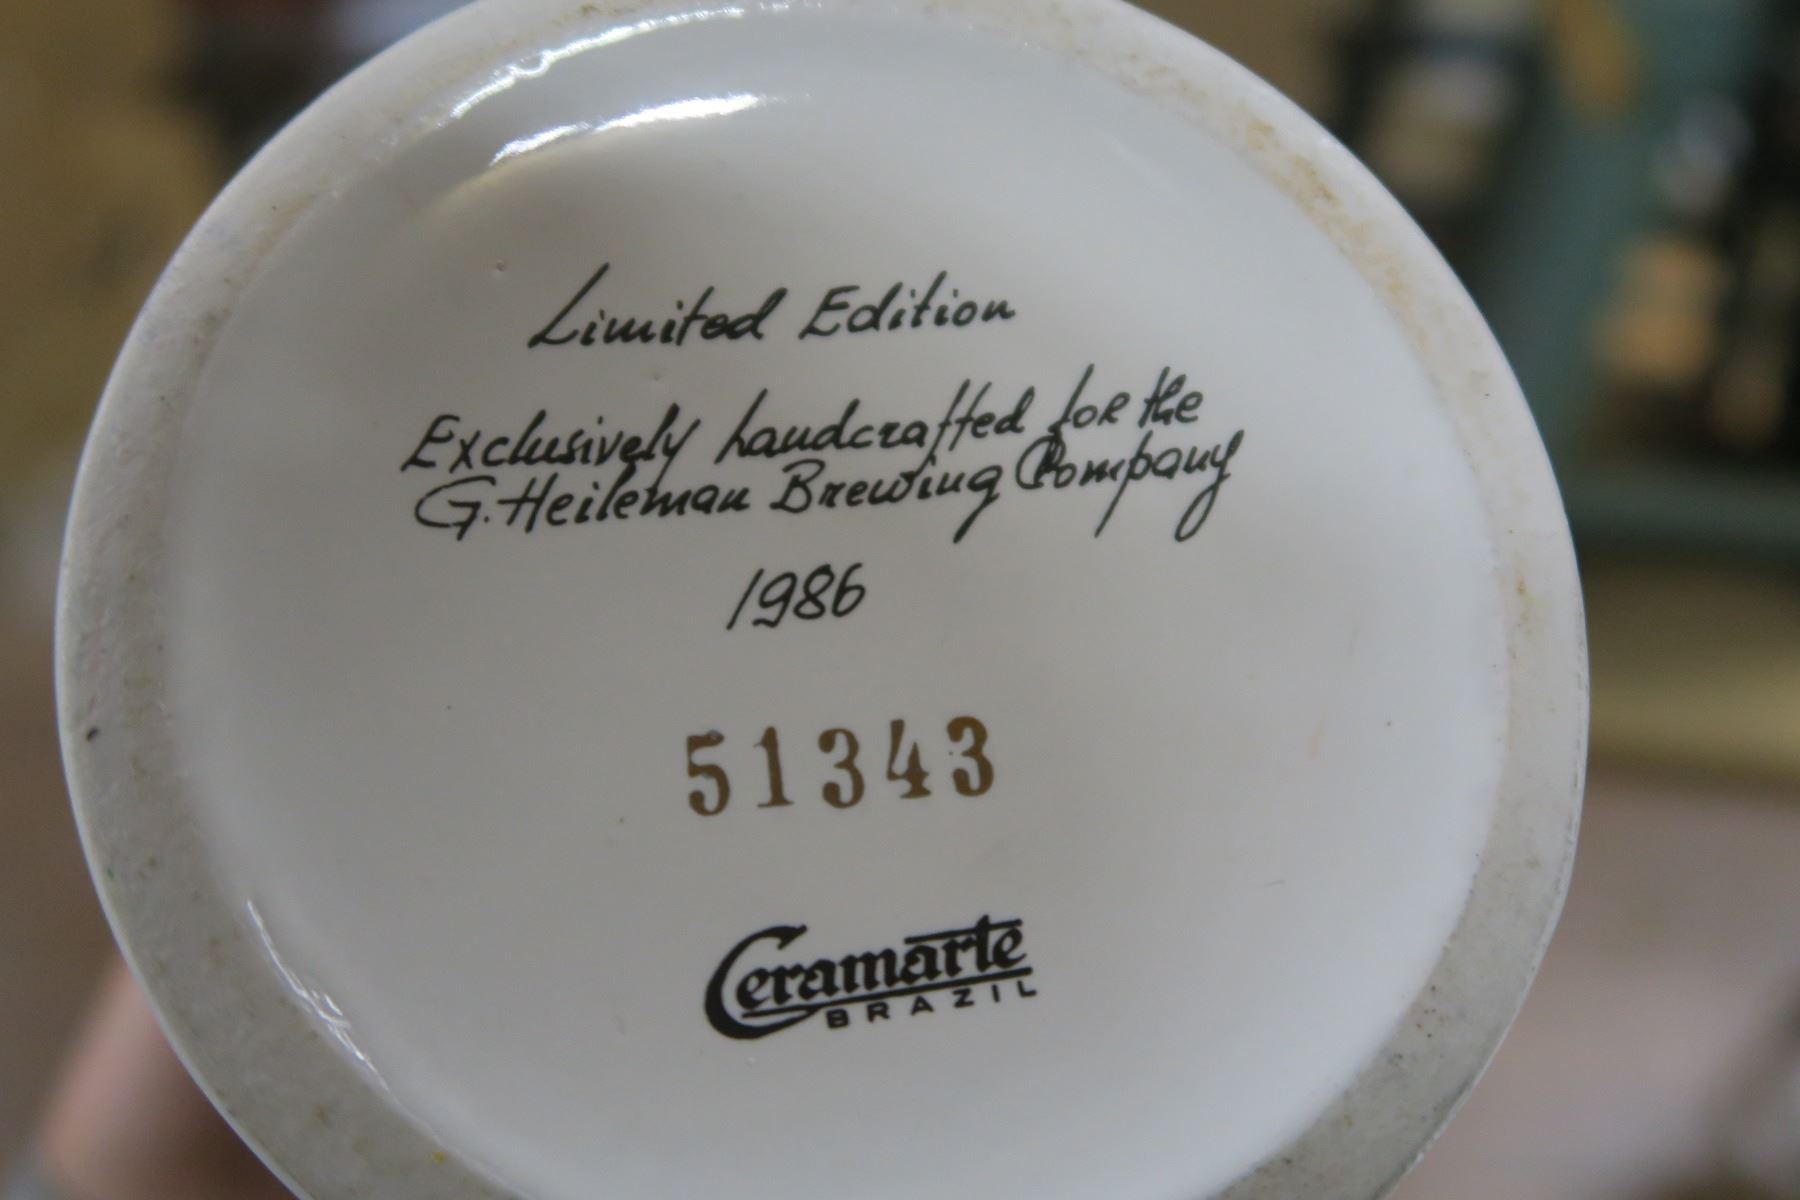 Limited Edition
Exclusively handcrafted for the
G. Heileman Brewing Company
1986
51343
Ceramarte
BRAZIL